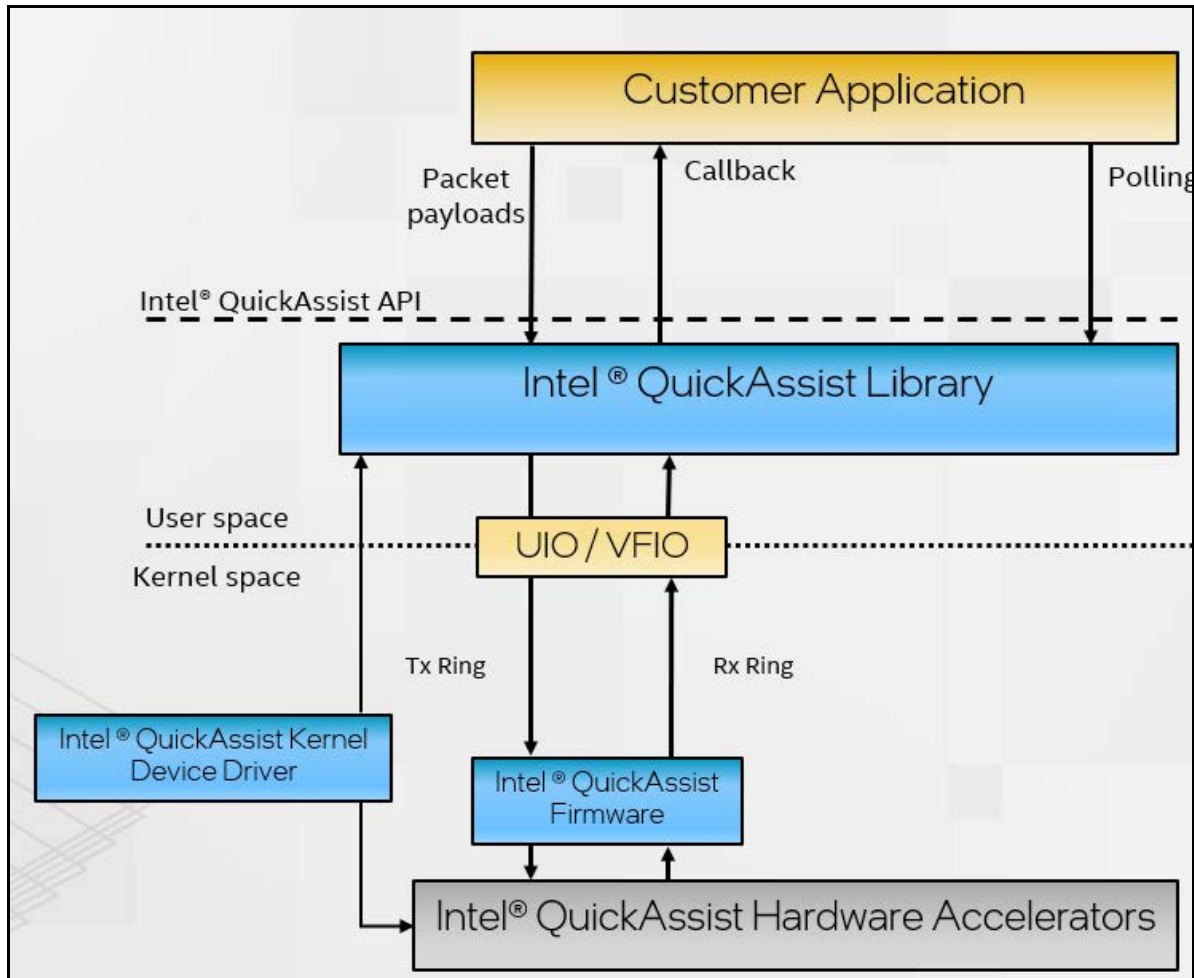 Customer Application
Packet
payloads
Callback
Polling
Intel® QuickAssist API
Intel ® QuickAssist Library
User space
UIO / VFIO
Kernel space
Tx Ring
Rx Ring
Intel ® QuickAssist Kernel
Device Driver
Intel ® QuickAssist
Firmware
Intel® QuickAssist Hardware Accelerators